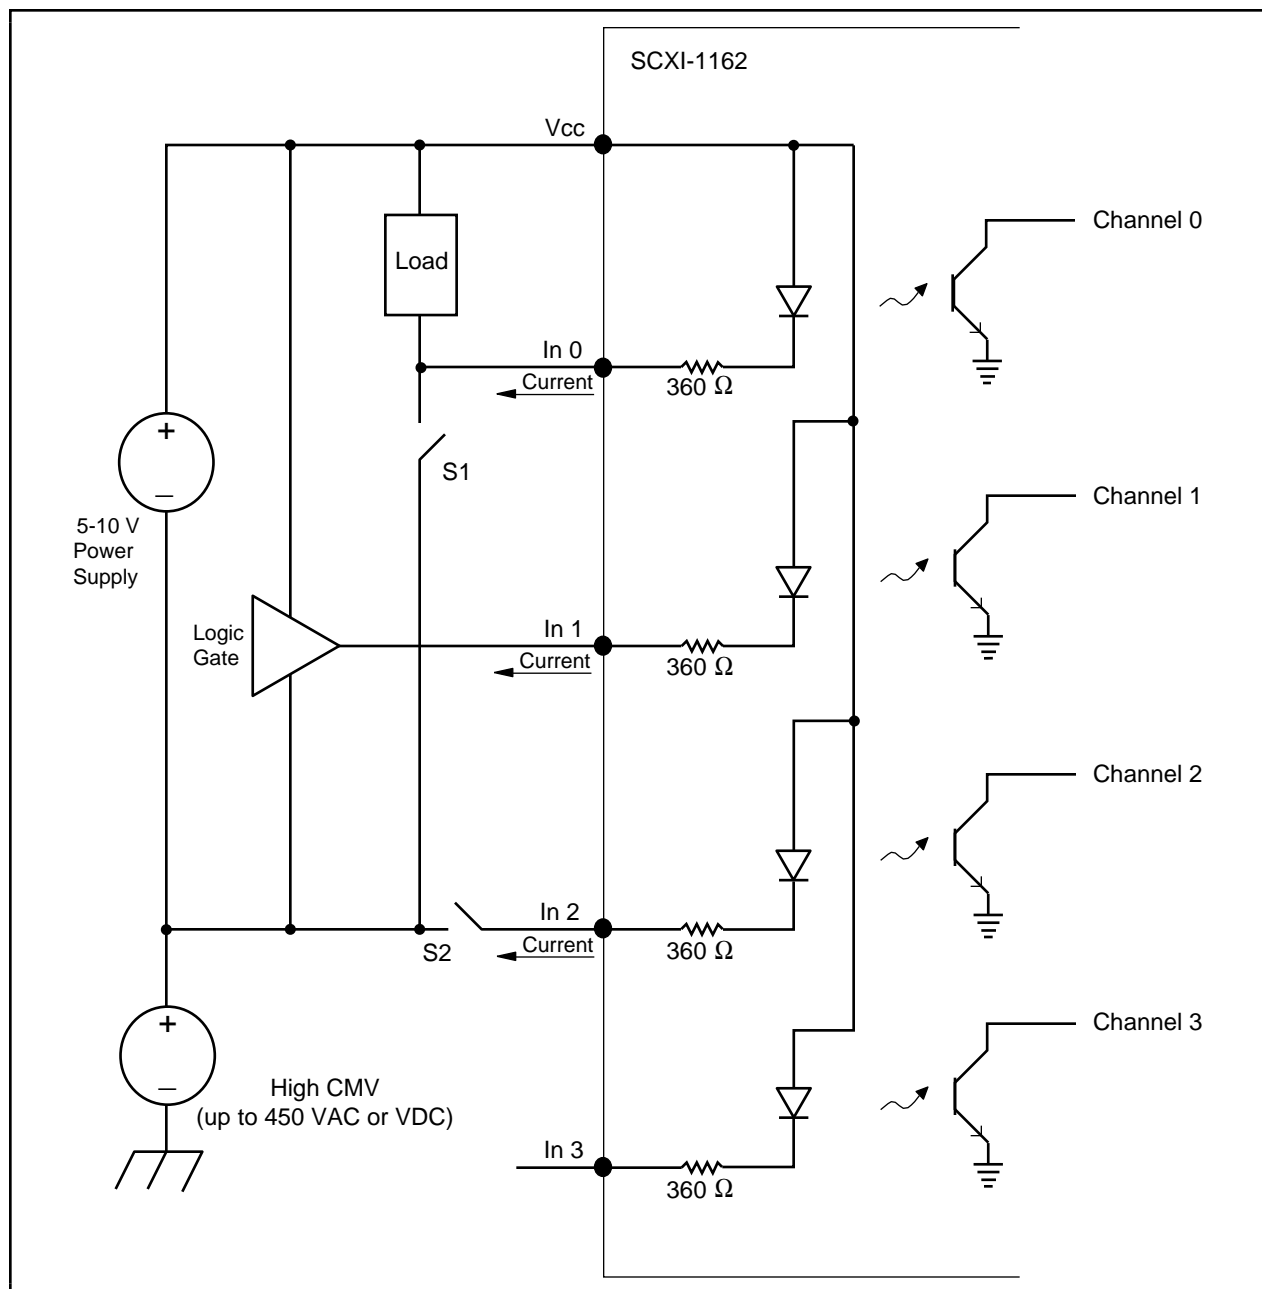 SCXI-1162
Vcc
Channel 0
Load
In 0
Current
360 Ω
+
S1
—
5-10 V
Power
Supply
Channel 1
Logic
Gate
In 1
Current
360 Ω
Channel 2
In 2
S2
Current
360 Ω
+
—
Channel 3
High CMV
(up to 450 VAC or VDC)
In 3
360 Ω